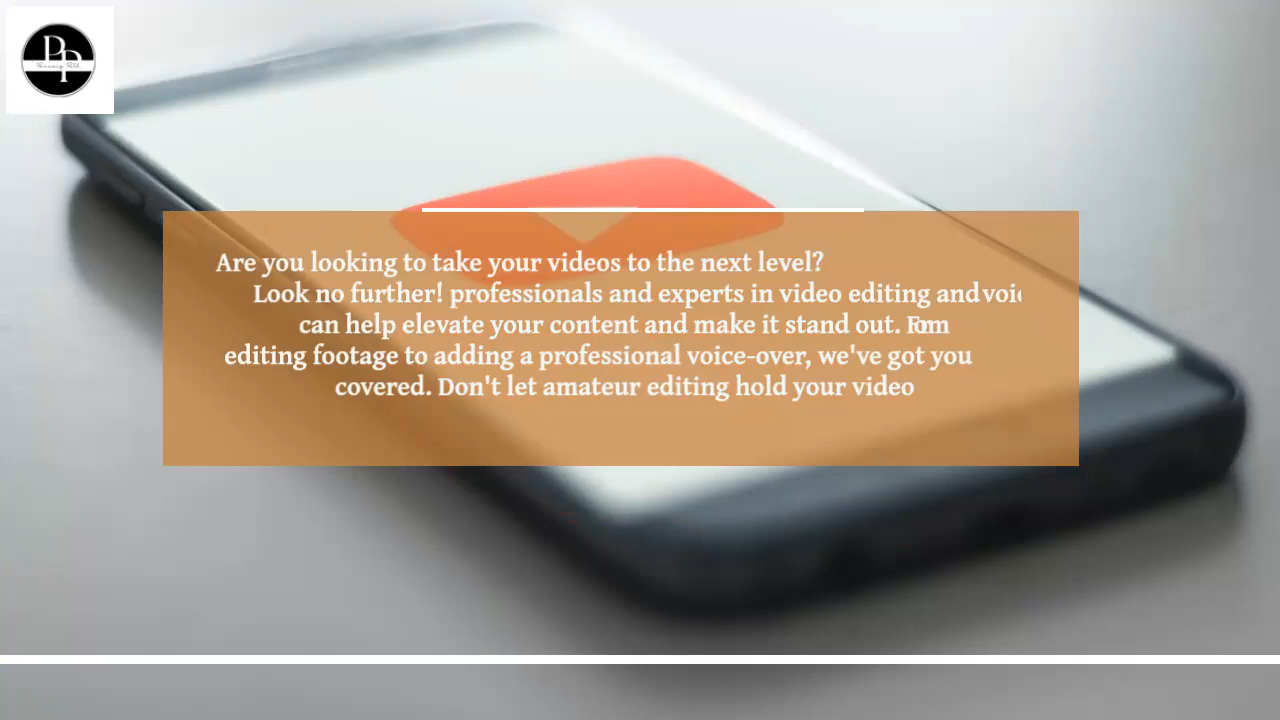 PP
Are you looking to take your videos to the next level?
Look no further! professionals and experts in video editing and
can help elevate your content and make it stand out.
editing footage to adding a professional voice-over, we've got you
covered. Don't let amateur editing hold your video